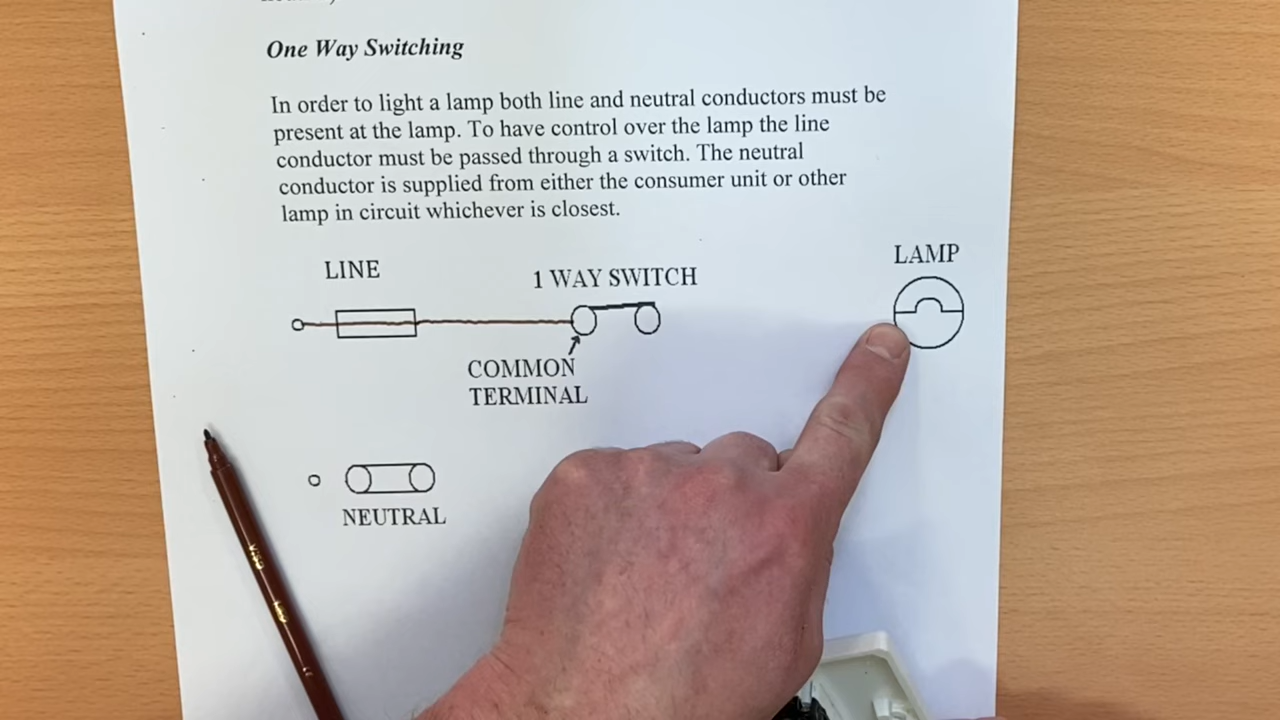 One Way Switching
In order to light a lamp both line and neutral conductors must be
present at the lamp. To have control over the lamp the line
conductor must be passed through a switch. The neutral
conductor is supplied from either the consumer unit or other
lamp in circuit whichever is closest.
LAMP
LINE
1 WAY SWITCH
COMMON
TERMINAL
NEUTRAL